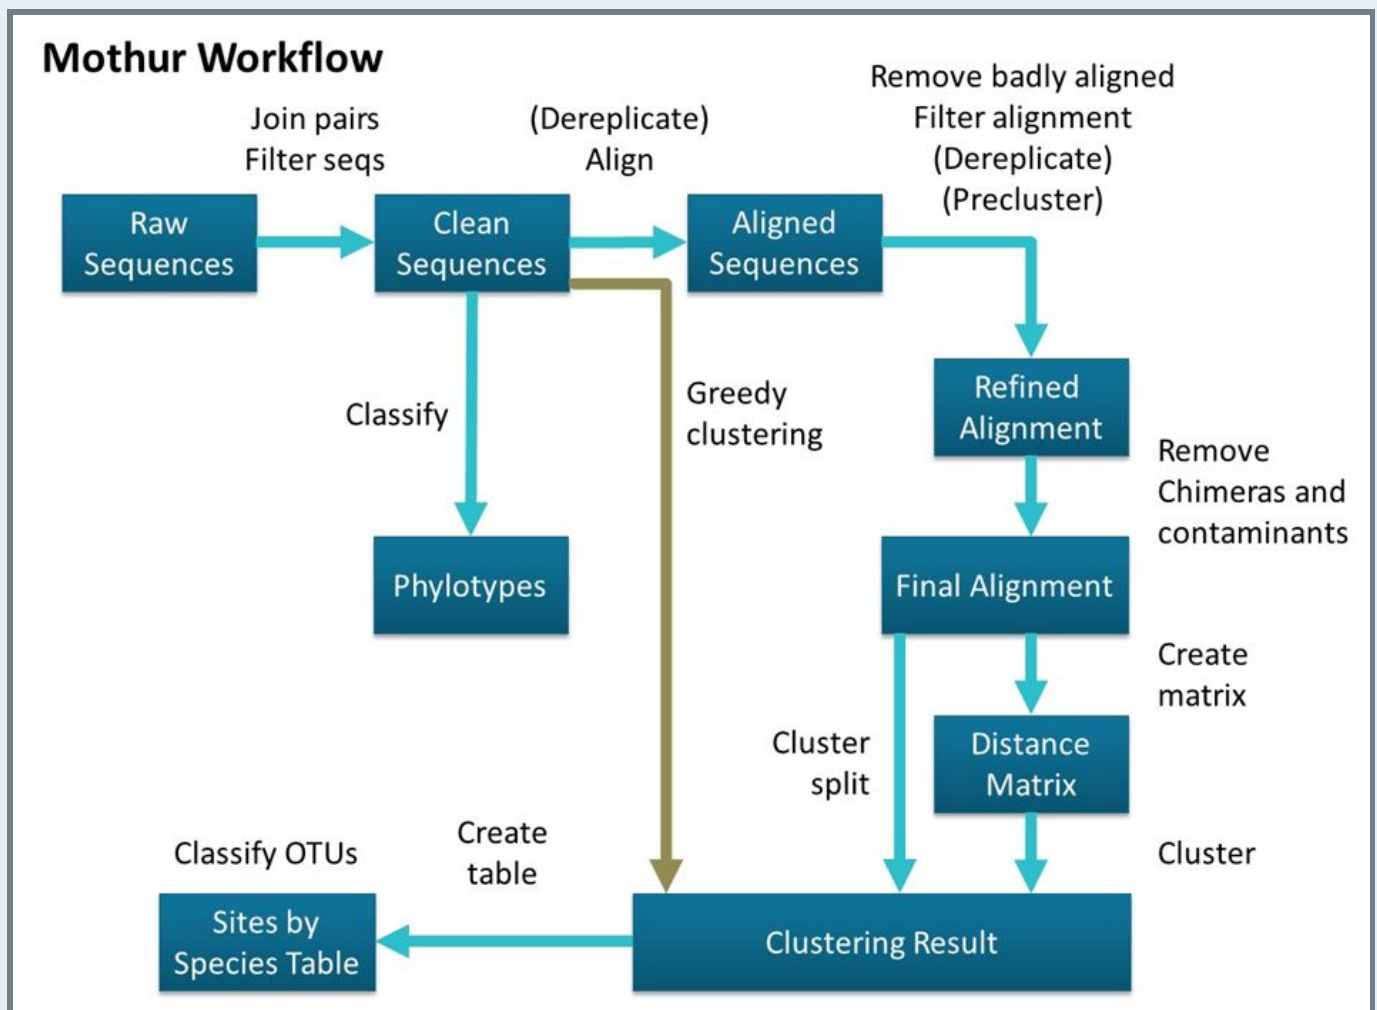 Mothur Workflow
Join pairs
Filter seqs
(Dereplicate)
Align
Remove badly aligned
Filter alignment
(Dereplicate)
(Precluster)
Raw
Sequences
Clean
Sequences
Aligned
Sequences
Classify
Greedy
clustering
Refined
Alignment
Remove
Chimeras and
contaminants
Phylotypes
Final Alignment
Create
matrix
Cluster
split
Distance
Matrix
Cluster
Classify OTUs
Create
table
Sites by
Species Table
Clustering Result